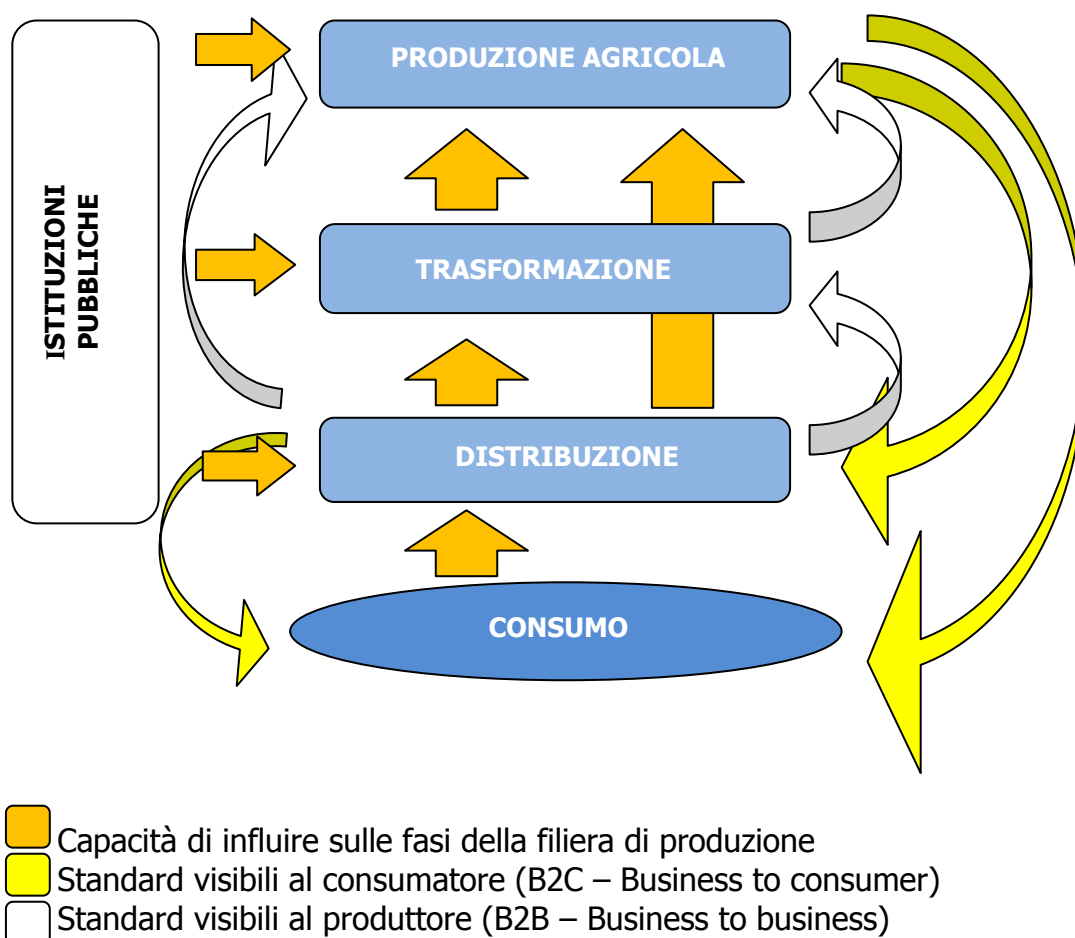 ISTITUZIONI
PUBBLICHE
PRODUZIONE AGRICOLA
TRASFORMAZIONE
DISTRIBUZIONE
CONSUMO
Capacità di influire sulle fasi della filiera di produzione
Standard visibili al consumatore (B2C – Business to consumer)
Standard visibili al produttore (B2B – Business to business)